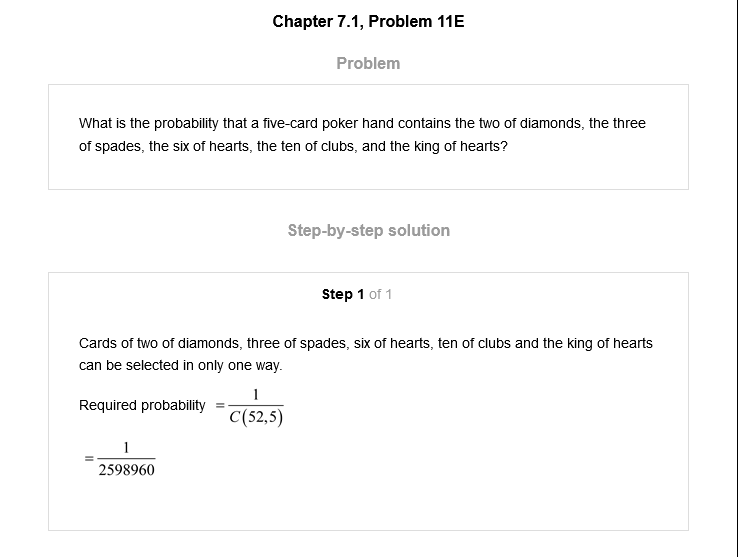 Chapter 7.1, Problem 11E
Problem
What is the probability that a five-card poker hand contains the two of diamonds, the three
of spades, the six of hearts, the ten of clubs, and the king of hearts?
Step-by-step solution
Step 1 of 1
Cards of two of diamonds, three of spades, six of hearts, ten of clubs and the king of hearts
can be selected in only one way.
Required probability = 1/C(52,5)
= 1/2598960